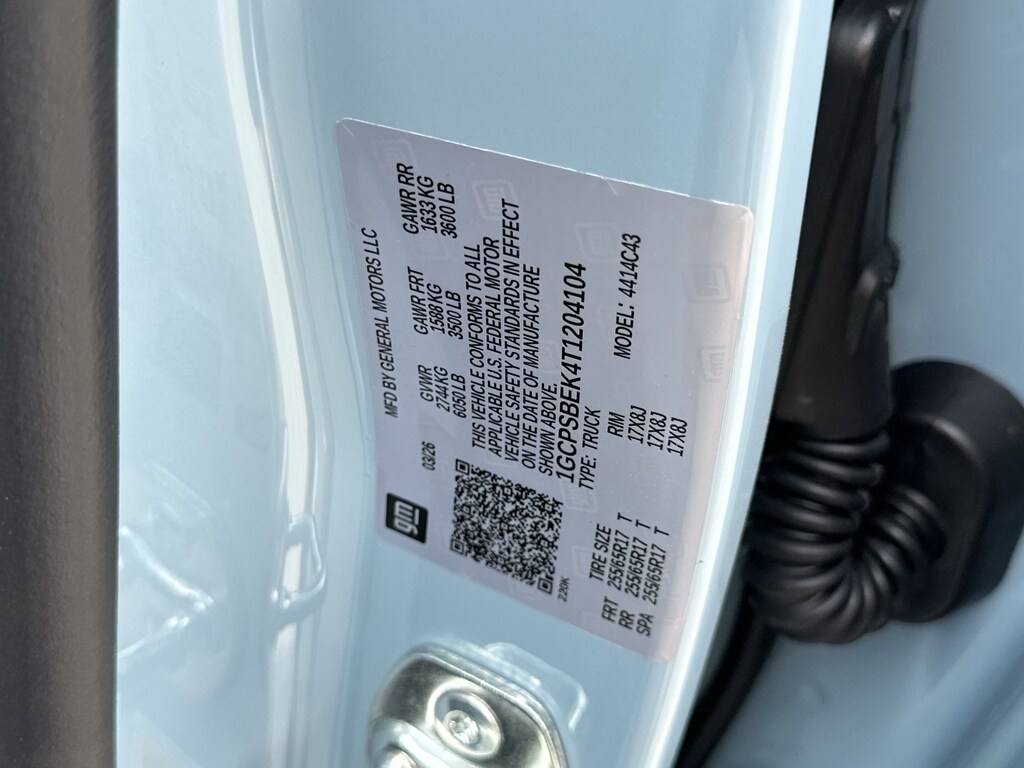 gm
MFD BY GENERAL MOTORS LLC
03/26
GVWR GAWR FRT GAWR RR
2744KG 1588KG 1633 KG
6050LB 3500 LB 3600 LB
THIS VEHICLE CONFORMS TO ALL
APPLICABLE U.S. FEDERAL MOTOR
VEHICLE SAFETY STANDARDS IN EFFECT
ON THE DATE OF MANUFACTURE
SHOWN ABOVE.
1GCPSBEK4T1204104
TYPE: TRUCK
MODEL: 4414C43
220K
TIRE SIZE RIM
FRT 255/65R17 T 17X8J
RR 255/65R17 T 17X8J
SPA 255/65R17 T 17X8J